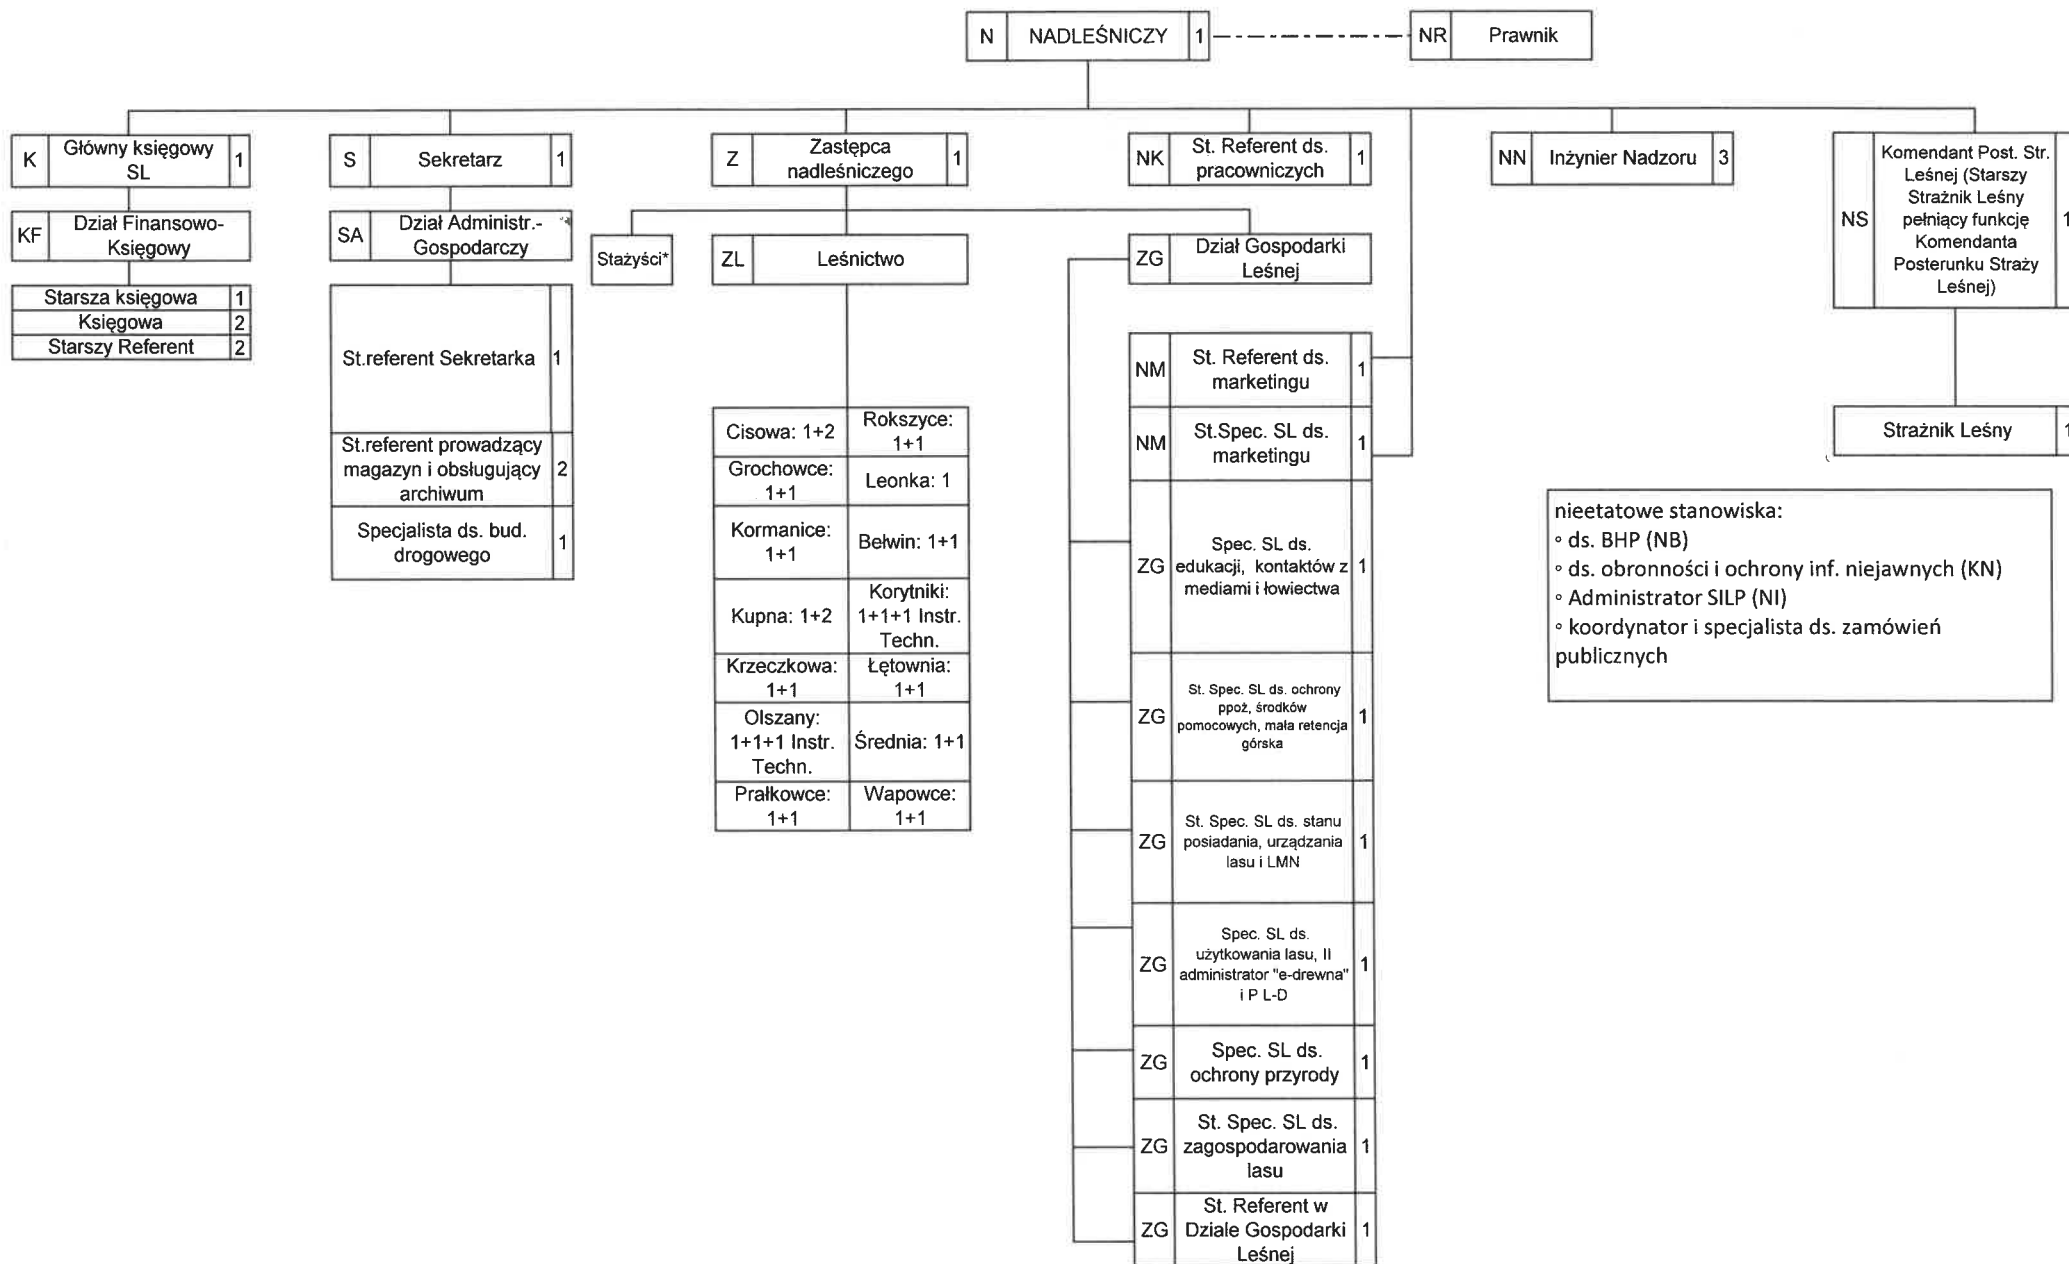 N NADLEŚNICZY 1
NR Prawnik
K Główny księgowy
SL 1
S Sekretarz 1
Z Zastępca
nadleśniczego 1
NK St. Referent ds.
pracowniczych 1
NN Inżynier Nadzoru 3
NS Komendant Post. Str.
Leśnej (Starszy
Strażnik Leśny
pełniący funkcję
Komendanta
Posterunku Straży
Leśnej) 1
KF Dział Finansowo-
Księgowy
SA Dział Administr.-
Gospodarczy
Stażyści*
ZL Leśnictwo
ZG Dział Gospodarki
Leśnej
Starsza księgowa 1
Księgowa 2
Starszy Referent 2
St.referent Sekretarka 1
St.referent prowadzący
magazyn i obsługujący
archiwum 2
Specjalista ds. bud.
drogowego 1
Cisowa: 1+2
Rokszyce:
1+1
Grochowce:
1+1
Leonka: 1
Kormanice:
1+1
Bełwin: 1+1
Kupna: 1+2
Korytniki:
1+1+1 Instr.
Techn.
Krzeczkowa:
1+1
Łętownia:
1+1
Olszany:
1+1+1 Instr.
Techn.
Średnia: 1+1
Prałkowce:
1+1
Wapowce:
1+1
NM St. Referent ds.
marketingu 1
NM St.Spec. SL ds.
marketingu 1
ZG Spec. SL ds.
edukacji, kontaktów z
mediami i łowiectwa 1
ZG St. Spec. SL ds. ochrony
ppoż, środków
pomocowych, mała retencja
górska 1
ZG St. Spec. SL ds. stanu
posiadania, urządzania
lasu i LMN 1
ZG Spec. SL ds.
użytkowania lasu, II
administrator "e-drewna"
i P L-D 1
ZG Spec. SL ds.
ochrony przyrody 1
ZG St. Spec. SL ds.
zagospodarowania
lasu 1
ZG St. Referent w
Dziale Gospodarki
Leśnej 1
Strażnik Leśny 1
nieetatowe stanowiska:
° ds. BHP (NB)
° ds. obronności i ochrony inf. niejawnych (KN)
° Administrator SILP (NI)
° koordynator i specjalista ds. zamówień
publicznych